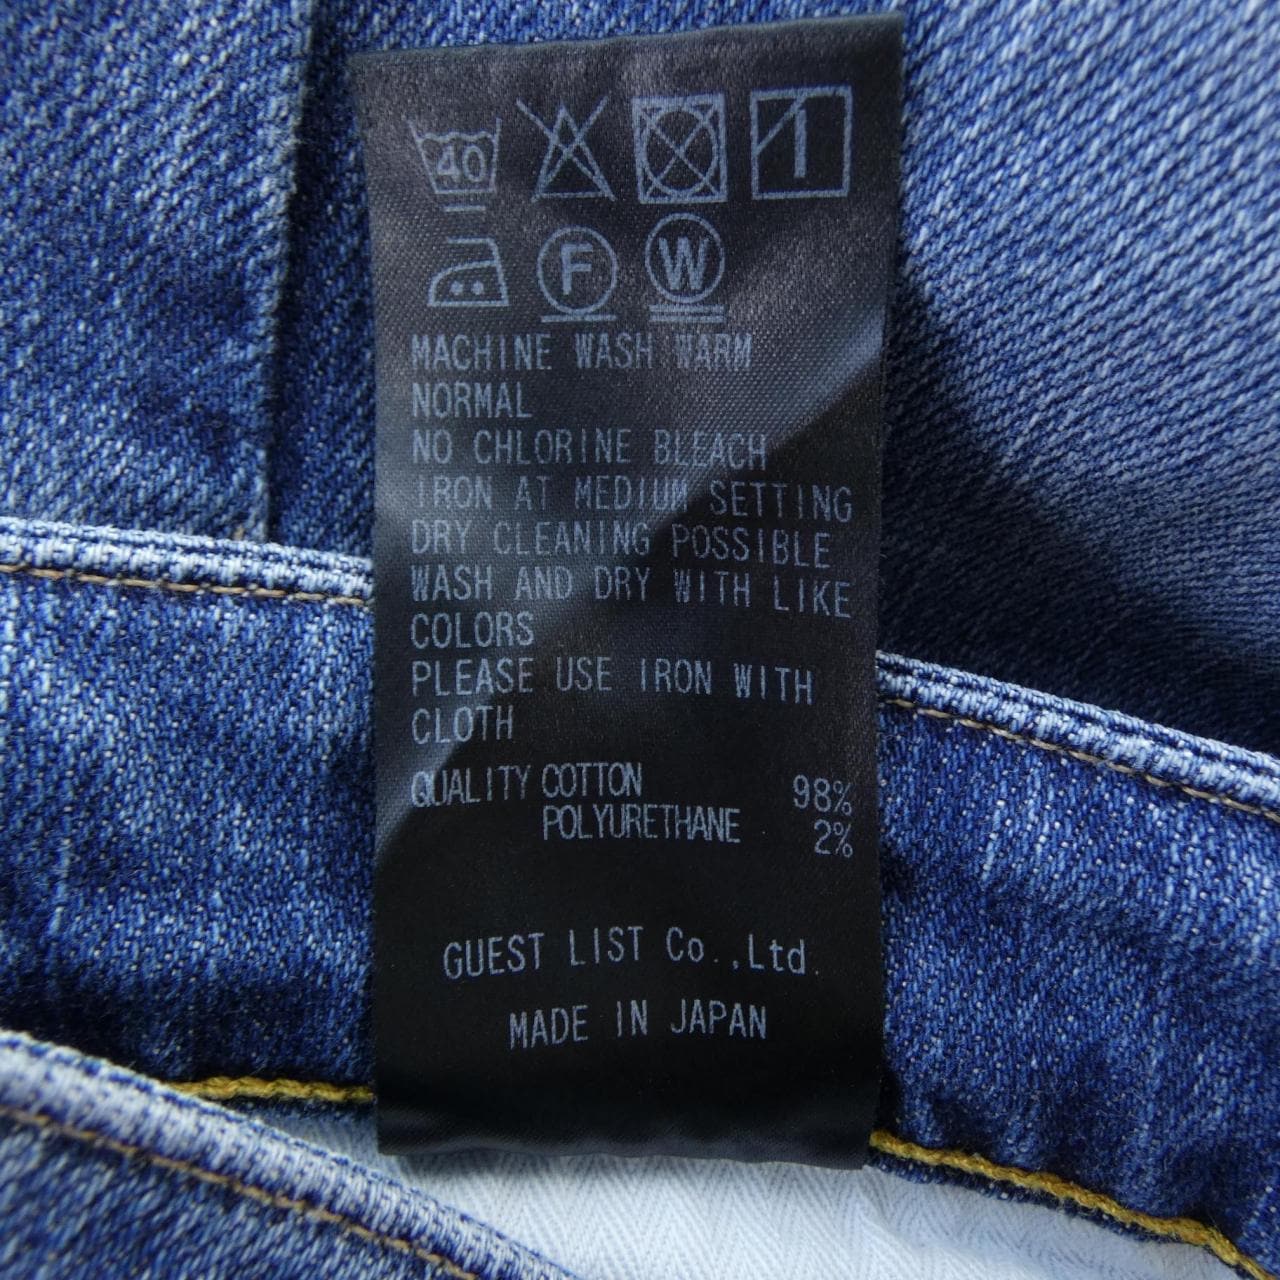 40
F W
MACHINE WASH WARM
NORMAL
NO CHLORINE BLEACH
IRON AT MEDIUM SETTING
DRY CLEANING POSSIBLE
WASH AND DRY WITH LIKE
COLORS
PLEASE USE IRON WITH
CLOTH
QUALITY COTTON 98%
POLYURETHANE 2%
GUEST LIST Co.,Ltd.
MADE IN JAPAN